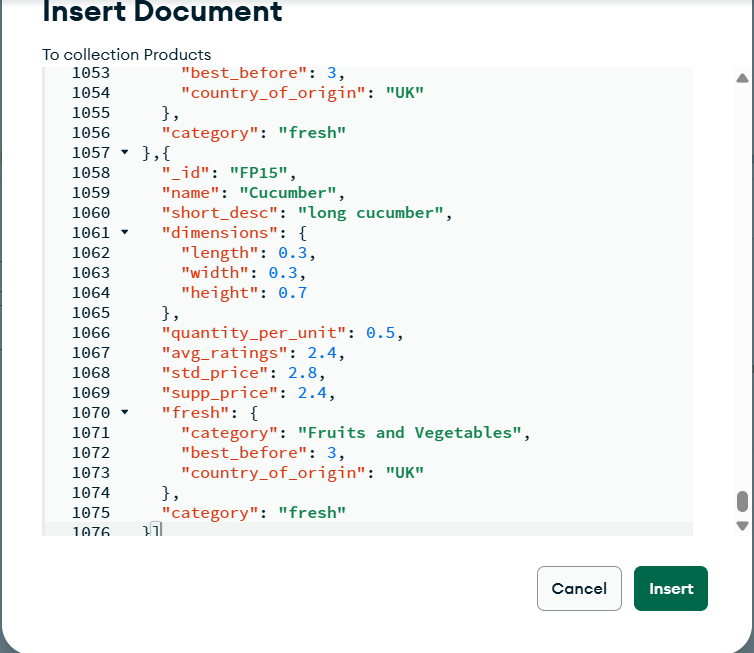 Insert Document
To collection Products
1053 "best_before": 3,
1054 "country_of_origin": "UK"
1055 },
1056 "category": "fresh"
1057 },{
1058 "_id": "FP15",
1059 "name": "Cucumber",
1060 "short_desc": "long cucumber",
1061 "dimensions": {
1062 "length": 0.3,
1063 "width": 0.3,
1064 "height": 0.7
1065 },
1066 "quantity_per_unit": 0.5,
1067 "avg_ratings": 2.4,
1068 "std_price": 2.8,
1069 "supp_price": 2.4,
1070 "fresh": {
1071 "category": "Fruits and Vegetables",
1072 "best_before": 3,
1073 "country_of_origin": "UK"
1074 },
1075 "category": "fresh"
1076 }]
Cancel
Insert